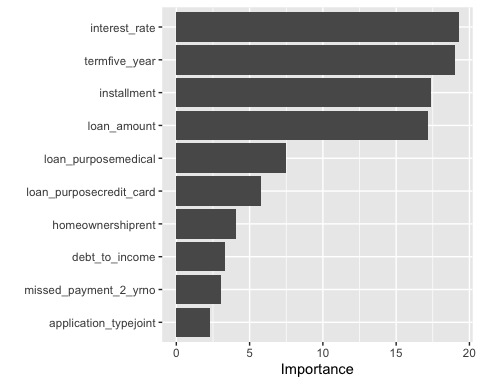 interest_rate
termfive_year
installment
loan_amount
loan_purposemedical
loan_purposecredit_card
homeownershiprent
debt_to_income
missed_payment_2_yrno
application_typejoint
0 5 10 15 20
Importance